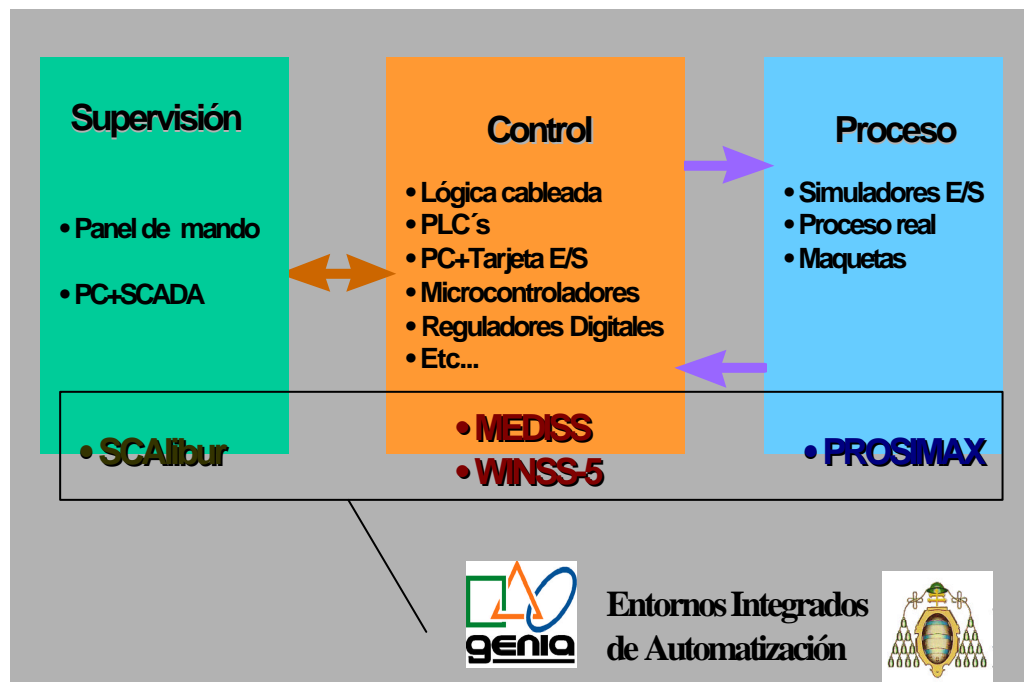 Supervisión
• Panel de mando
• PC+SCADA
Control
• Lógica cableada
• PLC´s
• PC+Tarjeta E/S
• Microcontroladores
• Reguladores Digitales
• Etc...
Proceso
• Simuladores E/S
• Proceso real
• Maquetas
• SCAlibur
• MEDISS
• WINSS-5
• PROSIMAX
genia
Entornos Integrados
de Automatización